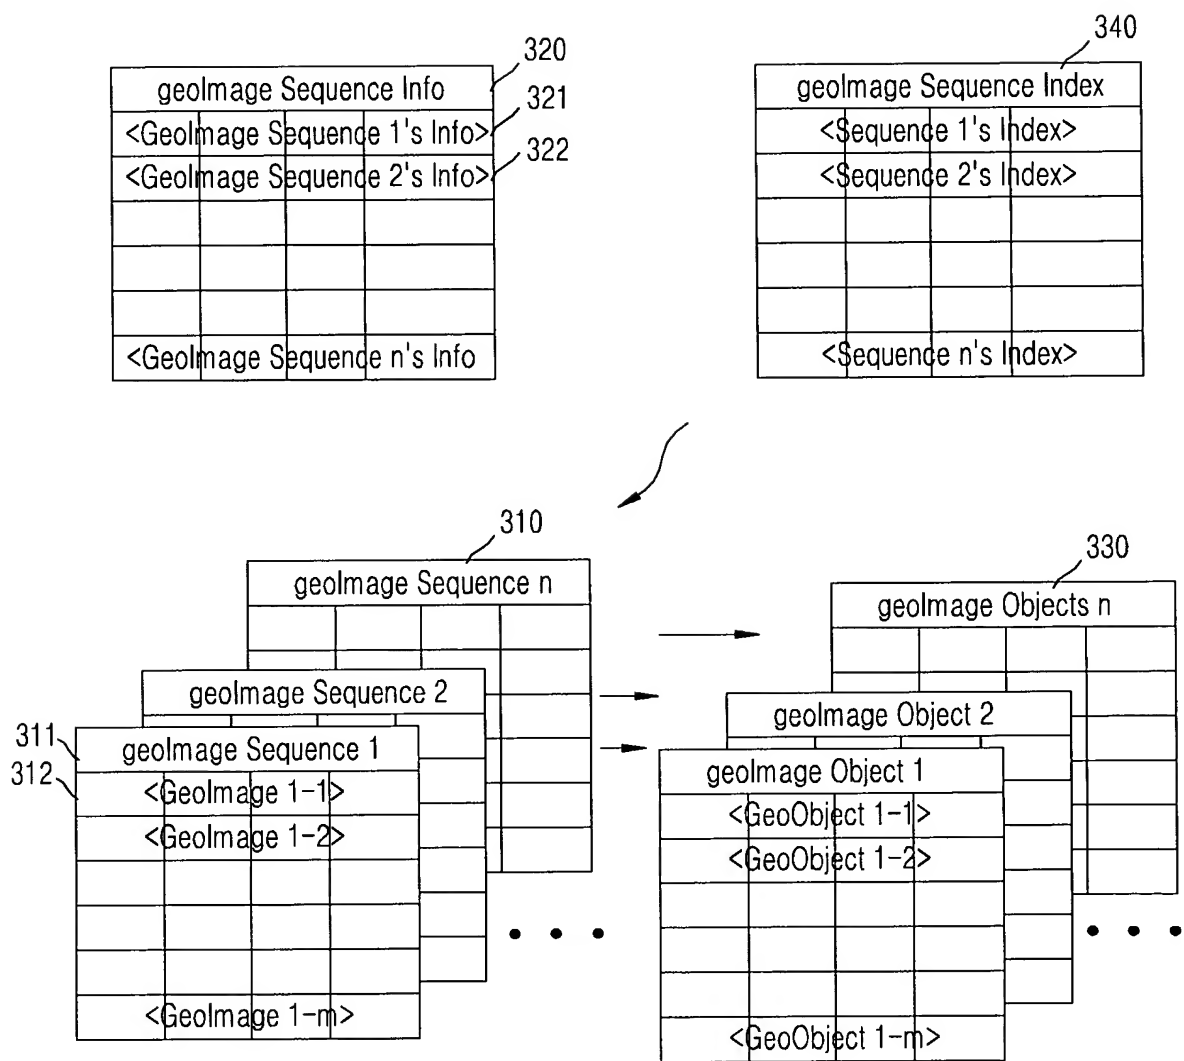 320
geoImage Sequence Info
321
<GeoImage Sequence 1's Info>
322
<GeoImage Sequence 2's Info>
<GeoImage Sequence n's Info
340
geoImage Sequence Index
<Sequence 1's Index>
<Sequence 2's Index>
<Sequence n's Index>
310
geoImage Sequence n
geoImage Sequence 2
311
geoImage Sequence 1
312
<GeoImage 1-1>
<GeoImage 1-2>
<GeoImage 1-m>
330
geoImage Objects n
geoImage Object 2
geoImage Object 1
<GeoObject 1-1>
<GeoObject 1-2>
<GeoObject 1-m>